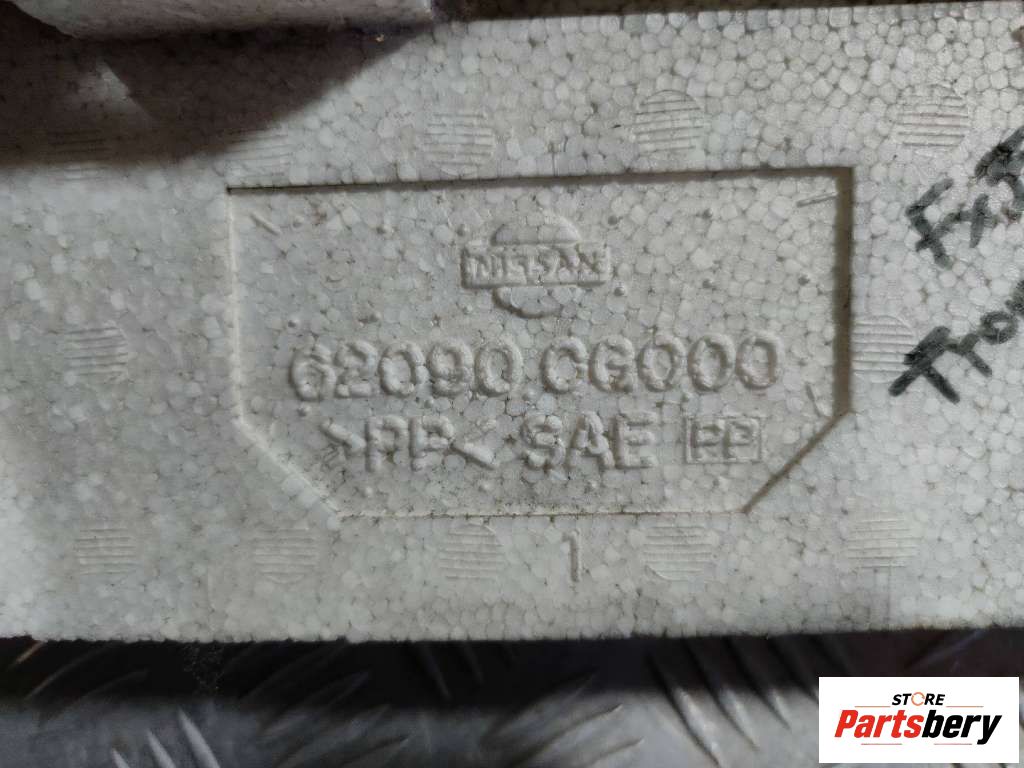 NISSAN
62090 CG000
>PP< SAE PP
1
STORE
Partsbery